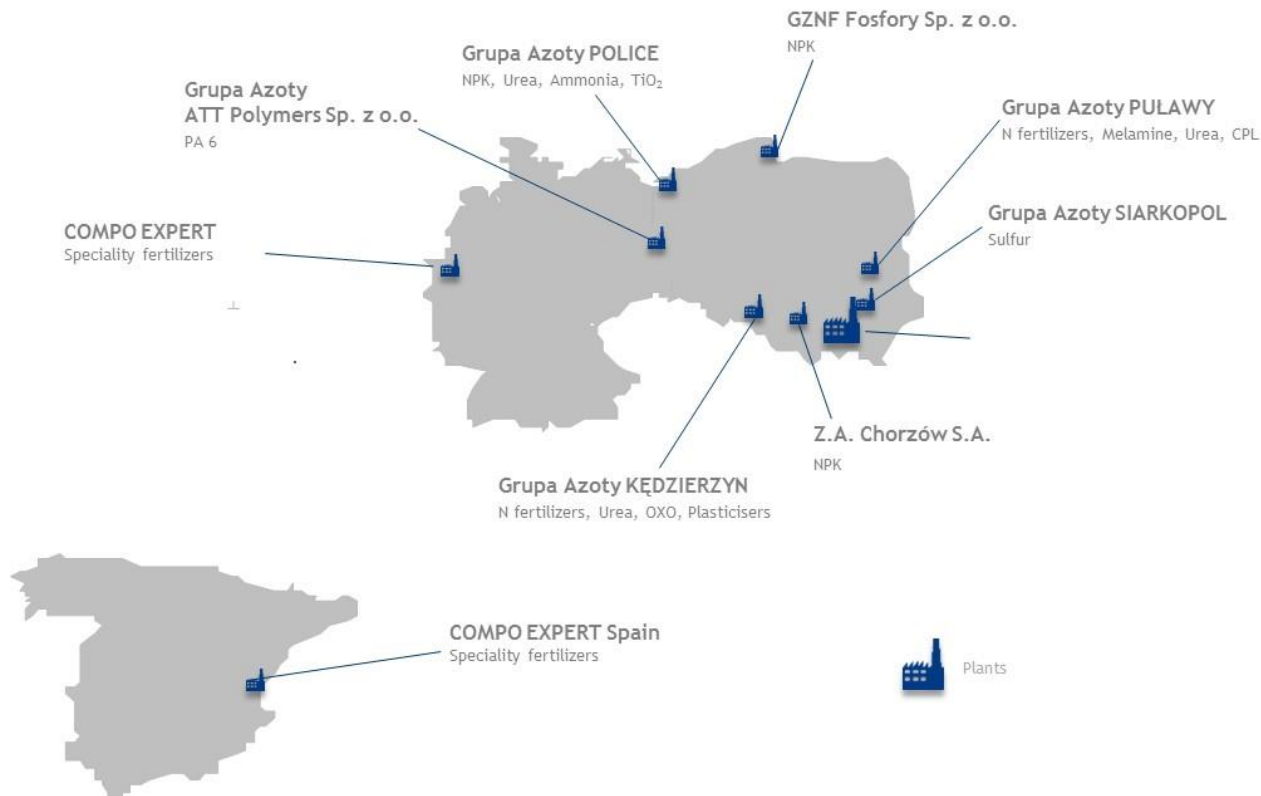 GZNF Fosfory Sp. z o.o.
NPK
Grupa Azoty POLICE
NPK, Urea, Ammonia, TiO₂
Grupa Azoty
ATT Polymers Sp. z o.o.
PA 6
Grupa Azoty PUŁAWY
N fertilizers, Melamine, Urea, CPL
COMPO EXPERT
Speciality fertilizers
Grupa Azoty SIARKOPOL
Sulfur
Z.A. Chorzów S.A.
NPK
Grupa Azoty KĘDZIERZYN
N fertilizers, Urea, OXO, Plasticisers
COMPO EXPERT Spain
Speciality fertilizers
Plants